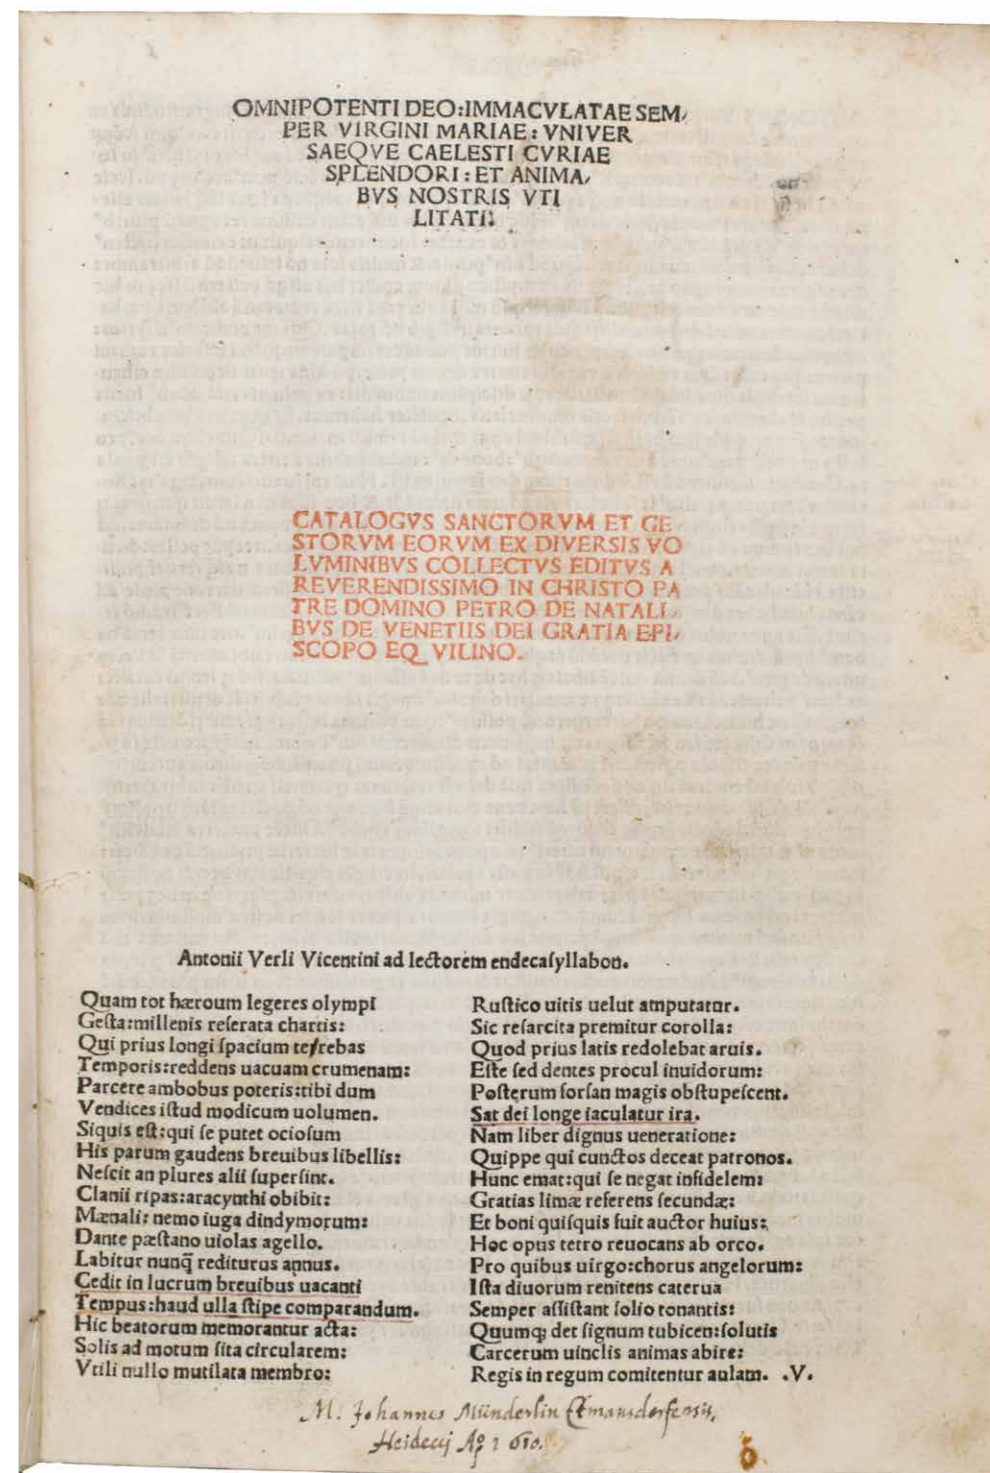 OMNIPOTENTI DEO:IMMACVLATAE SEM,
PER VIRGINI MARIAE: VNIVER
SAEQVE CAELESTI CVRIAE
SPLENDORI: ET ANIMA,
BVS NOSTRIS VTI
LITATI:
CATALOGVS SANCTORVM ET GE
STORVM EORVM EX DIVERSIS VO
LVMINIBVS COLLECTVS EDITVS A
REVERENDISSIMO IN CHRISTO PA
TRE DOMINO PETRO DE NATALI,
BVS DE VENETIIS DEI GRATIA EPI,
SCOPO EQVILINO.
Antonii Verli Vicentini ad lectorem endecaſyllabon.
Quam tot hæroum legeres olympi
Geſta:millenis reſerata chartis:
Qui prius longi ſpacium terebas
Temporis:reddens uacuam crumenam:
Parcere ambobus poteris:tibi dum
Vendices iſtud modicum uolumen.
Siquis eſt:qui ſe putet ocioſum
His parum gaudens breuibus libellis:
Neſcit an plures alii ſuperſint.
Clanii ripas:aracynthi obibit:
Mænali: nemo iuga dindymorum:
Dante pæſtano uiolas agello.
Labitur nunq̃ rediturus annus.
Cedit in lucrum breuibus uacanti
Tempus:haud ulla ſtipe comparandum.
Hic beatorum memorantur acta:
Solis ad motum ſita circularem:
Vtili nullo mutilata membro:
Ruſtico uitis uelut amputatur.
Sic reſarcita premitur corolla:
Quod prius latis redolebat aruis.
Eſte ſed dentes procul inuidorum:
Poſterum forſan magis obſtupeſcent.
Sat dei longe iaculatur ira.
Nam liber dignus ueneratione:
Quippe qui cunctos deceat patronos.
Hunc emat:qui ſe negat infidelem:
Gratias limæ referens ſecundæ:
Et boni quiſquis fuit auctor huius:
Hoc opus tetro reuocans ab orco.
Pro quibus uirgo:chorus angelorum:
Iſta diuorum renitens caterua
Semper aſſiſtant ſolio tonantis:
Quumq; det ſignum tubicen:ſolutis
Carcerum uinclis animas abire:
Regis in regum comitentur aulam. .V.
M. Johannes Münderlin
Heidecij Ao 1610.